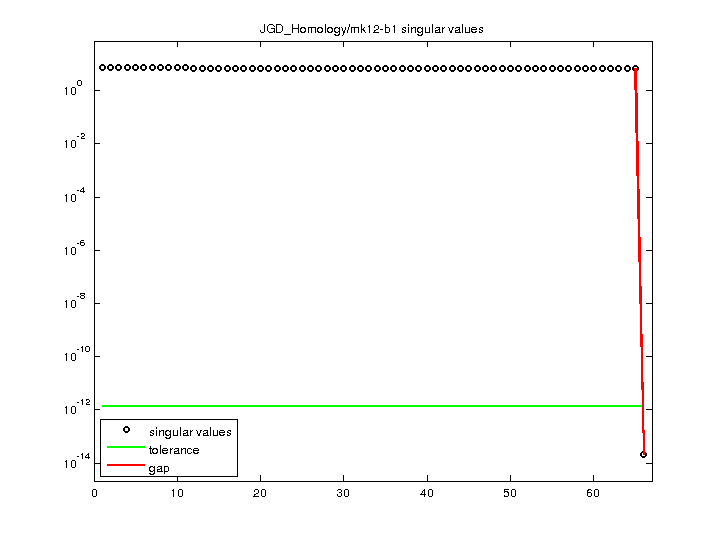 JGD_Homology/mk12-b1 singular values
10^0
10^-2
10^-4
10^-6
10^-8
10^-10
10^-12
10^-14
singular values
tolerance
gap
0 10 20 30 40 50 60